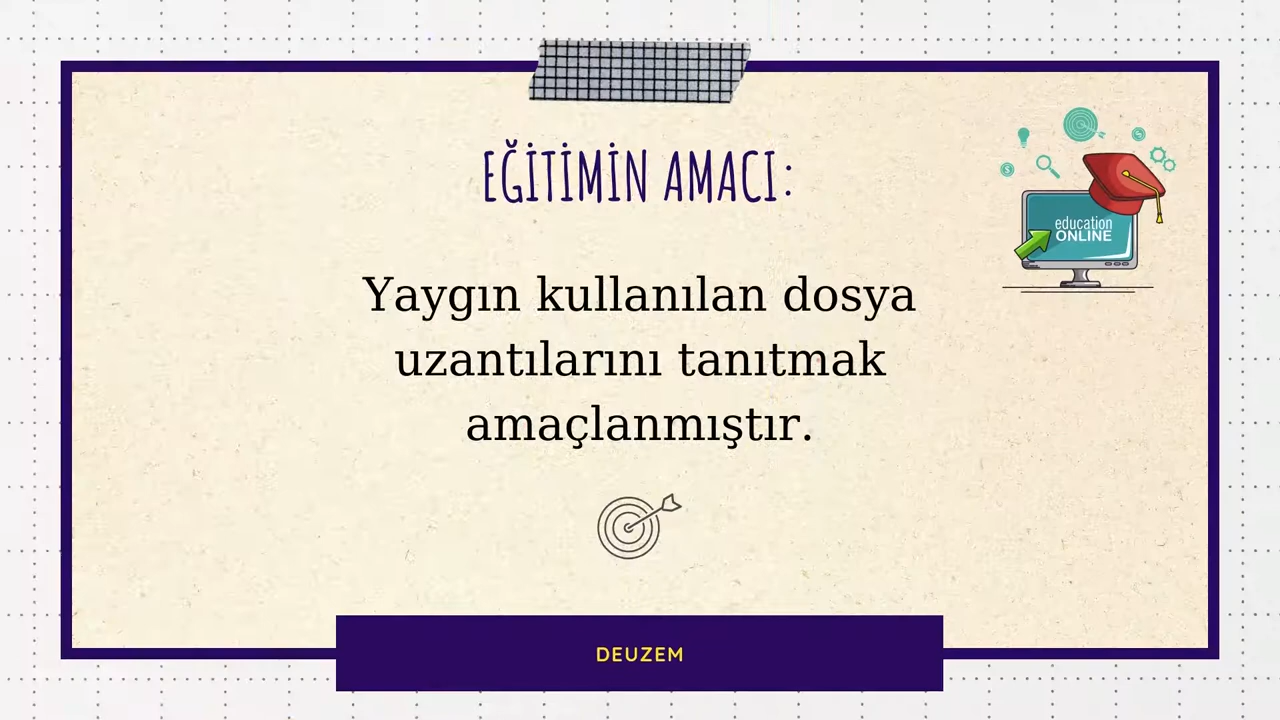 EĞİTİMİN AMACI:
education
ONLINE
Yaygın kullanılan dosya
uzantılarını tanıtmak
amaçlanmıştır.
DEUZEM